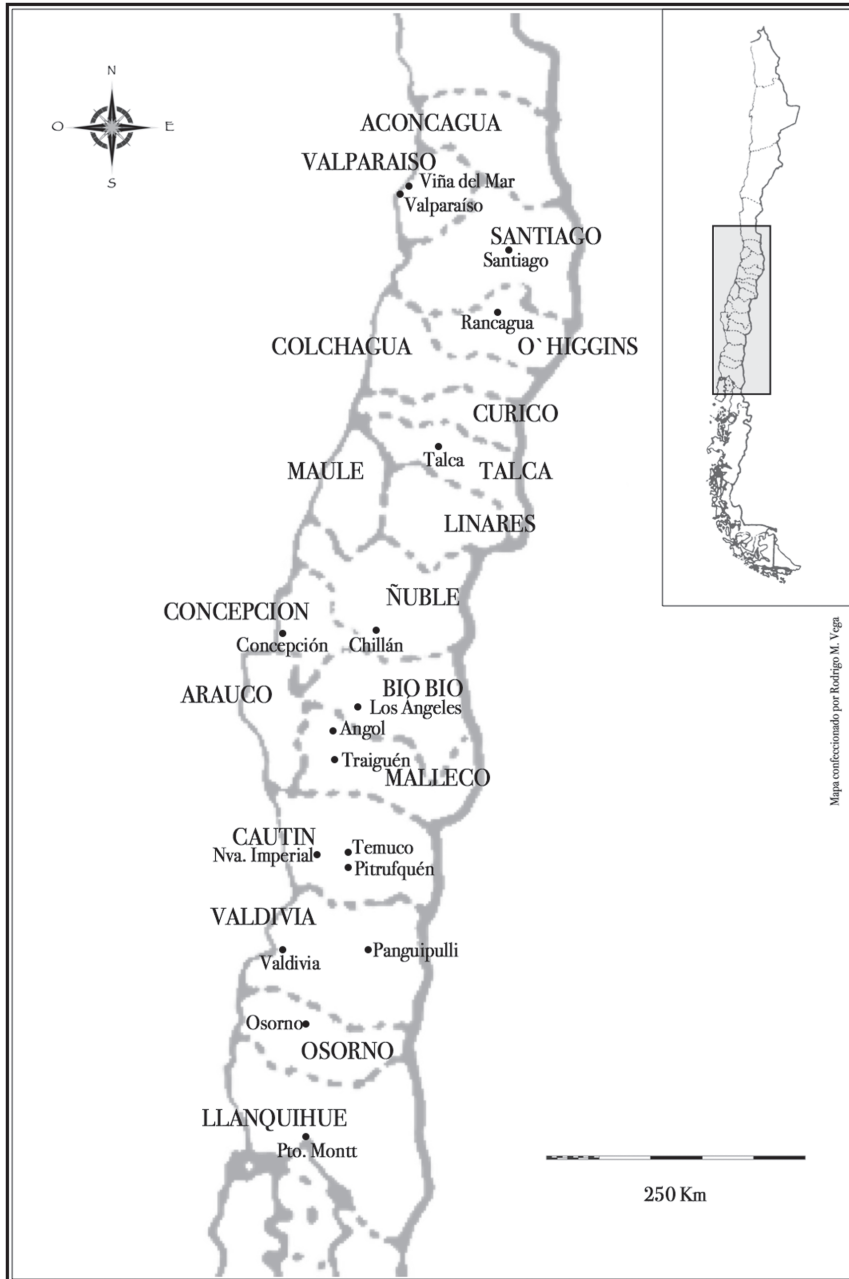 N
O
E
S
ACONCAGUA
VALPARAISO
Viña del Mar
Valparaíso
SANTIAGO
Santiago
Rancagua
COLCHAGUA
O` HIGGINS
CURICO
Talca
MAULE
TALCA
LINARES
ÑUBLE
CONCEPCION
Concepción
Chillán
ARAUCO
BIO BIO
Los Ángeles
Angol
Traiguén
MALLECO
CAUTIN
Nva. Imperial
Temuco
Pitrufquén
VALDIVIA
Valdivia
Panguipulli
Osorno
OSORNO
LLANQUIHUE
Pto. Montt
250 Km
Mapa confeccionado por Rodrigo M. Vega